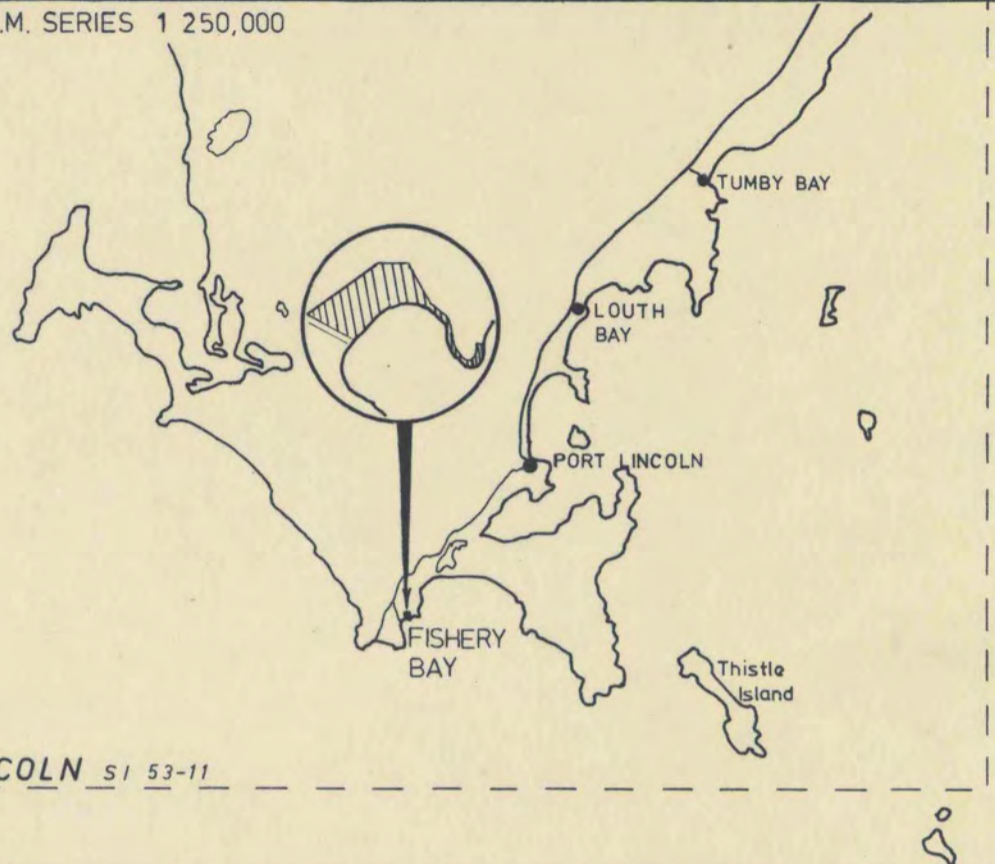 .M. SERIES 1 250,000
TUMBY BAY
LOUTH
BAY
PORT LINCOLN
FISHERY
BAY
Thistle
Island
COLN SI 53-11